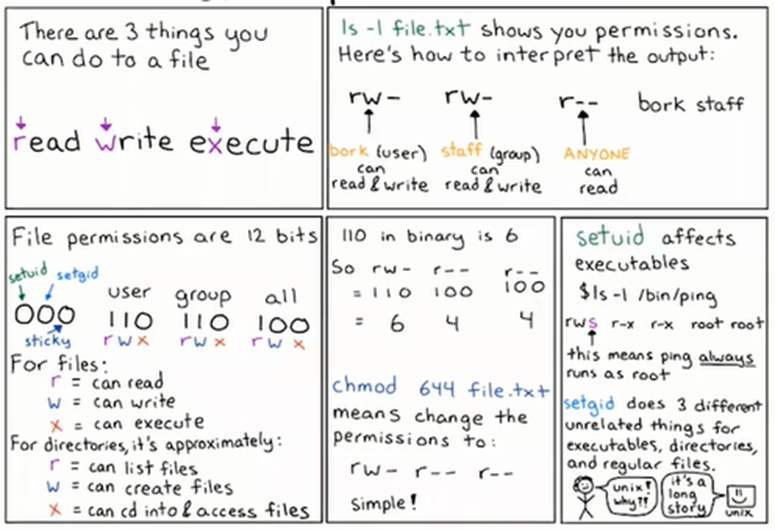 There are 3 things you
can do to a file
read write execute
ls -l file.txt shows you permissions.
Here's how to interpret the output:
rw- rw- r-- bork staff
bork (user) staff (group) ANYONE
can can can
read & write read & write read
File permissions are 12 bits
setuid setgid
user group all
000 110 110 100
sticky rwx rwx rwx
For files:
r = can read
w = can write
x = can execute
For directories, it's approximately:
r = can list files
w = can create files
x = can cd into & access files
110 in binary is 6
So rw- r-- r--
= 110 100 100
= 6 4 4
chmod 644 file.txt
means change the
permissions to:
rw- r-- r--
simple!
setuid affects
executables
$ls -l /bin/ping
rws r-x r-x root root
this means ping always
runs as root
setgid does 3 different
unrelated things for
executables, directories,
and regular files.
unix!
why?!
it's a
long
story
unix